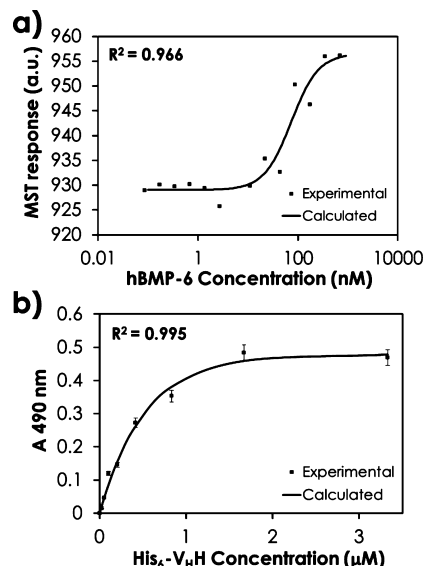 a)
R² = 0.966
MST response (a.u.)
960
955
950
945
940
935
930
925
920
Experimental
Calculated
0.01
1
100
10000
hBMP-6 Concentration (nM)
b)
R² = 0.995
A 490 nm
0.6
0.5
0.4
0.3
0.2
0.1
0
Experimental
Calculated
0
1
2
3
His₆-VHH Concentration (µM)